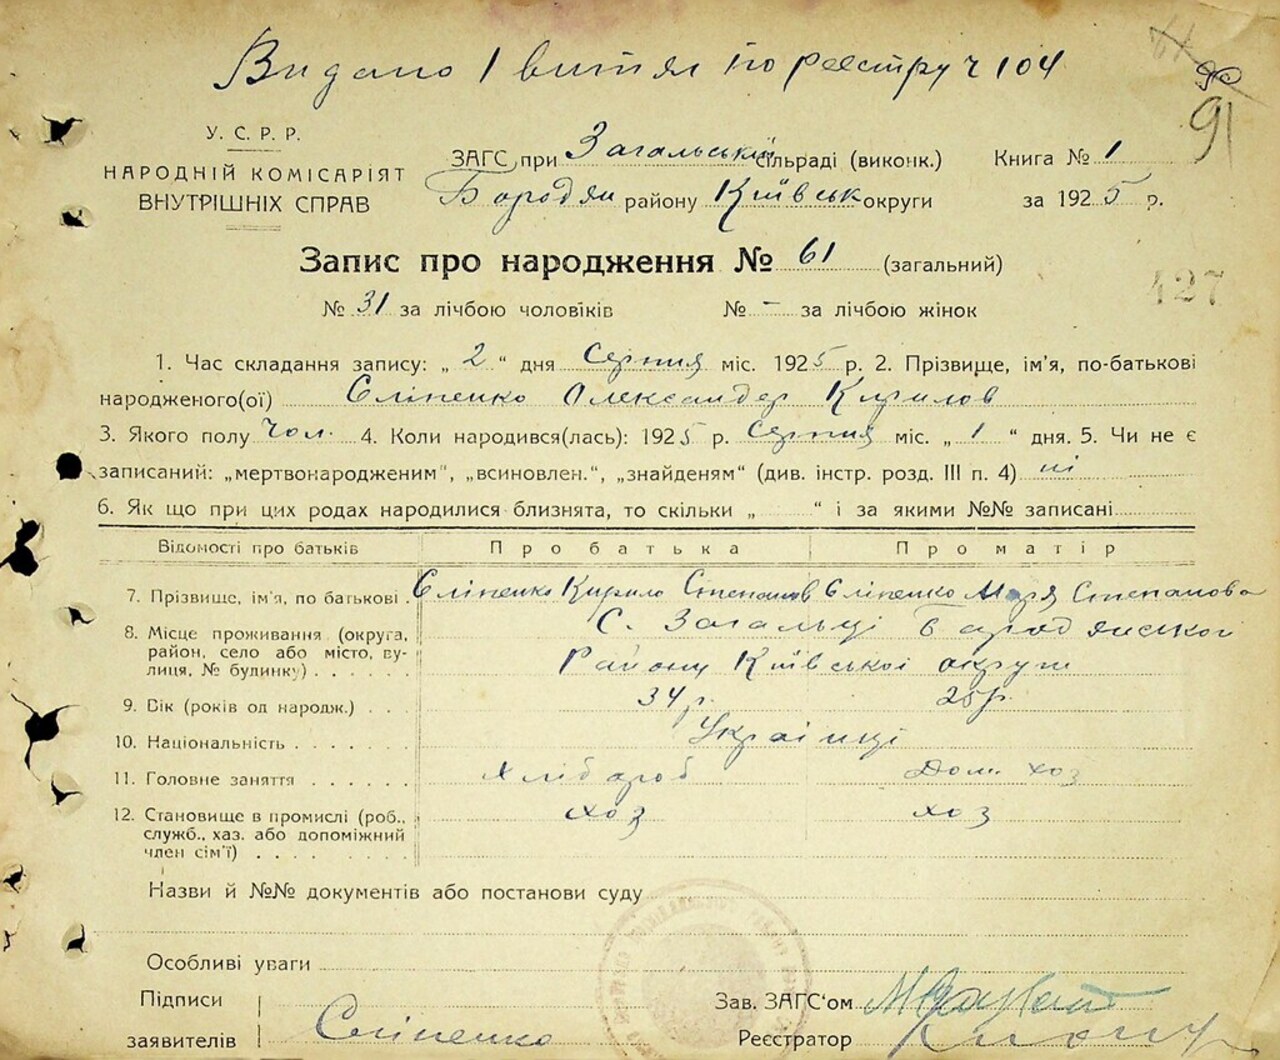 Видано 1 витяг по реєстру ч 104
91
У. С. Р. Р.
НАРОДНІЙ КОМІСАРІЯТ
ВНУТРІШНІХ СПРАВ
ЗАГС при Загальській сільраді (виконк.)
Бородян району Київськ округи
Книга № 1
за 1925 р.
Запис про народження № 61 (загальний)
427
№ 31 за лічбою чоловіків № – за лічбою жінок
1. Час складання запису: „ 2 “ дня Серпня міс. 1925 р. 2. Прізвище, ім'я, по-батькові
народженого(ої) Єліпенко Олександер Кирилов
3. Якого полу чол. 4. Коли народився(лась): 1925 р. Серпня міс. „ 1 “ дня. 5. Чи не є
записаний: „мертвонародженим“, „всиновлен.“, „знайденям“ (див. інстр. розд. III п. 4) ні
6. Як що при цих родах народилися близнята, то скільки „ “ і за якими №№ записані
Відомості про батьків Про батька Про матір
7. Прізвище, ім'я, по батькові Єліпенко Кирило Степанов Єліпенко Марія Степанова
8. Місце проживання (округа, район, село або місто, вулиця, № будинку) С. Загальці Бородянської
Району Київської округи
9. Вік (років од народж.) 34 р. 25 р.
10. Національність Українці
11. Головне заняття хлібороб Дом. хоз
12. Становище в промислі (роб., служб., хаз. або допоміжний член сім'ї) хоз хоз
Назви й №№ документів або постанови суду
Особливі уваги
Підписи
заявителів Єліпенко
Зав. ЗАГС'ом
Реєстратор